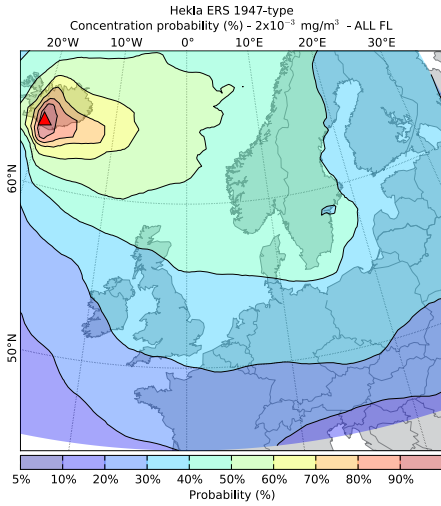 Hekla ERS 1947-type
Concentration probability (%) - 2x10⁻³ mg/m³ - ALL FL
20°W 10°W 0° 10°E 20°E 30°E
60°N
50°N
5% 10% 20% 30% 40% 50% 60% 70% 80% 90%
Probability (%)